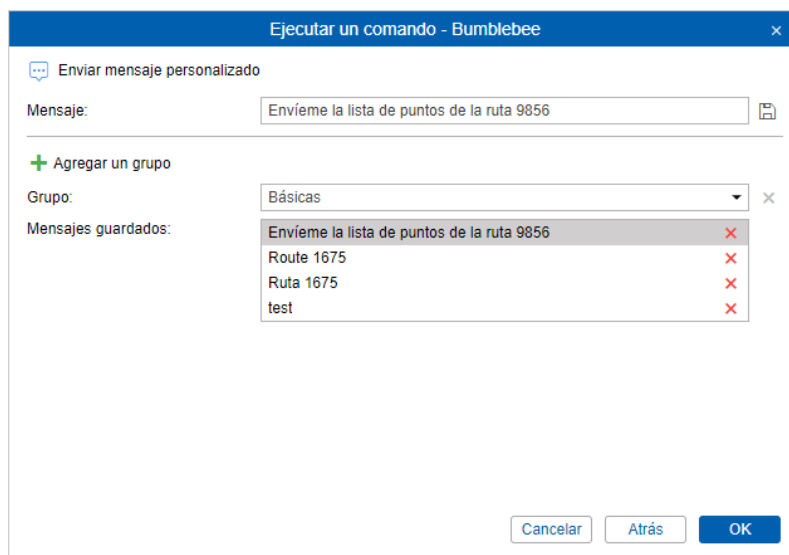 Ejecutar un comando - Bumblebee
Enviar mensaje personalizado
Mensaje: Envíeme la lista de puntos de la ruta 9856
Agregar un grupo
Grupo: Básicas
Mensajes guardados: Envíeme la lista de puntos de la ruta 9856
Route 1675
Ruta 1675
test
Cancelar Atrás OK